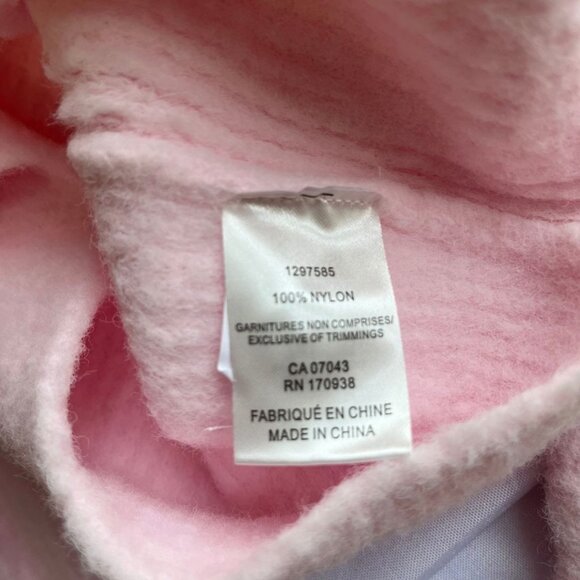 1297585
100% NYLON
GARNITURES NON COMPRISES/
EXCLUSIVE OF TRIMMINGS
CA 07043
RN 170938
FABRIQUÉ EN CHINE
MADE IN CHINA